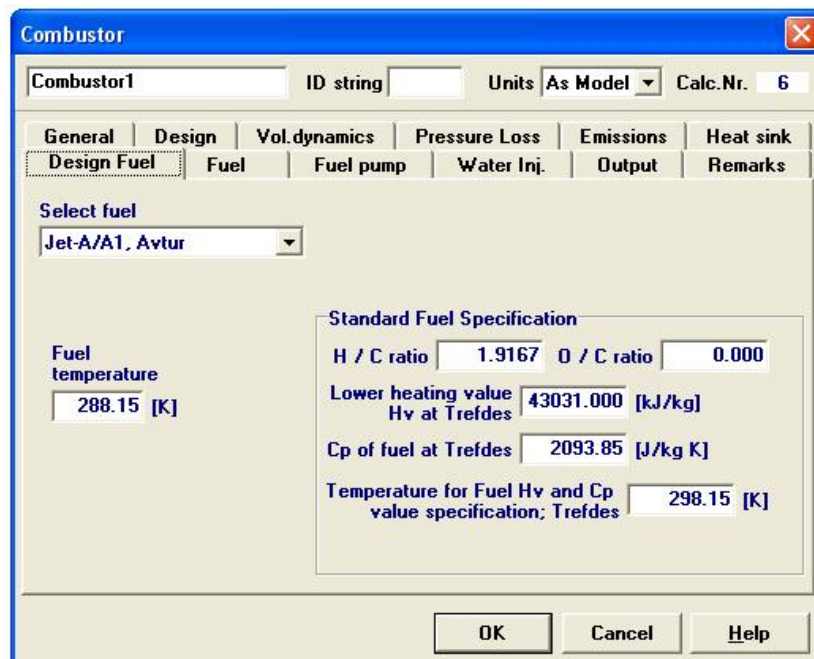 Combustor
Combustor1 ID string Units As Model Calc.Nr. 6
General Design Vol.dynamics Pressure Loss Emissions Heat sink
Design Fuel Fuel Fuel pump Water Inj. Output Remarks
Select fuel
Jet-A/A1, Avtur
Standard Fuel Specification
H / C ratio 1.9167 O / C ratio 0.000
Fuel
temperature
288.15 [K]
Lower heating value
Hv at Trefdes 43031.000 [kJ/kg]
Cp of fuel at Trefdes 2093.85 [J/kg K]
Temperature for Fuel Hv and Cp
value specification; Trefdes 298.15 [K]
OK Cancel Help